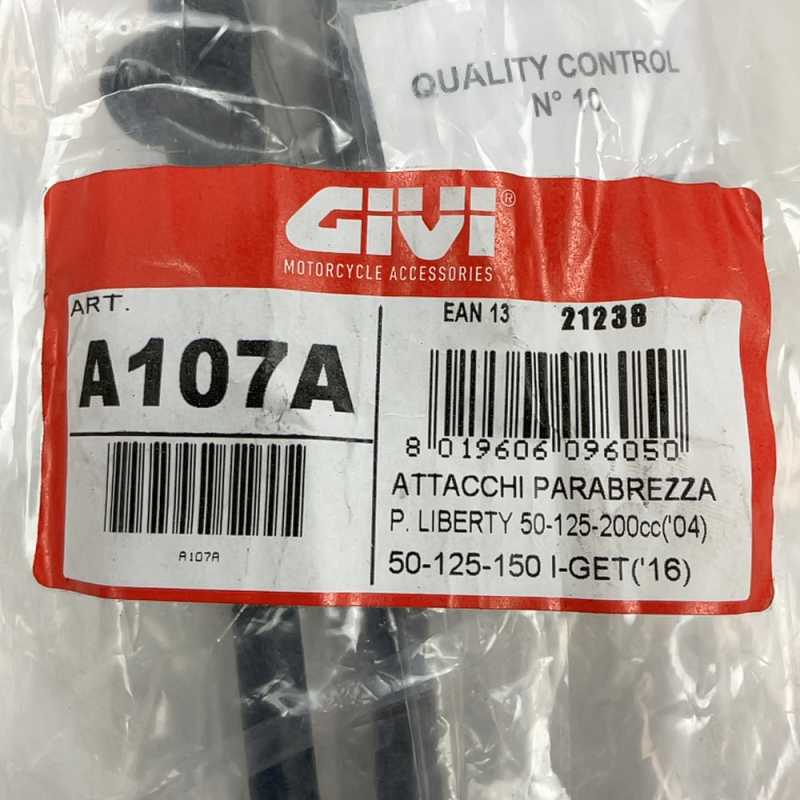 QUALITY CONTROL
N° 10
GIVI®
MOTORCYCLE ACCESSORIES
ART.
A107A
A107A
EAN 13 21238
8 019606 096050
ATTACCHI PARABREZZA
P. LIBERTY 50-125-200cc('04)
50-125-150 I-GET('16)